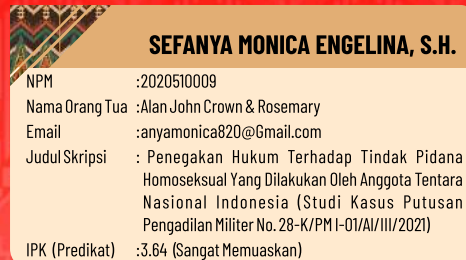 SEFANYA MONICA ENGELINA, S.H.
NPM :2020510009
Nama Orang Tua :Alan John Crown & Rosemary
Email :anyamonica820@Gmail.com
Judul Skripsi : Penegakan Hukum Terhadap Tindak Pidana
Homoseksual Yang Dilakukan Oleh Anggota Tentara
Nasional Indonesia (Studi Kasus Putusan
Pengadilan Militer No. 28-K/PM I-01/Al/III/2021)
IPK (Predikat) :3.64 (Sangat Memuaskan)